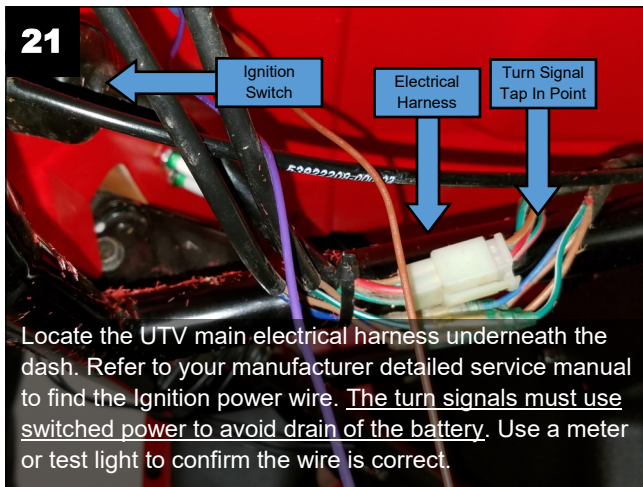 21
Ignition
Switch
Electrical
Harness
Turn Signal
Tap In Point
Locate the UTV main electrical harness underneath the
dash. Refer to your manufacturer detailed service manual
to find the Ignition power wire. The turn signals must use
switched power to avoid drain of the battery. Use a meter
or test light to confirm the wire is correct.